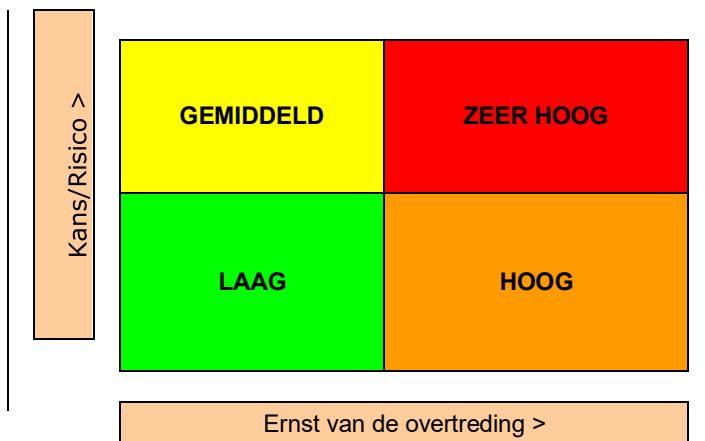 Kans/Risico >
GEMIDDELD
ZEER HOOG
LAAG
HOOG
Ernst van de overtreding >